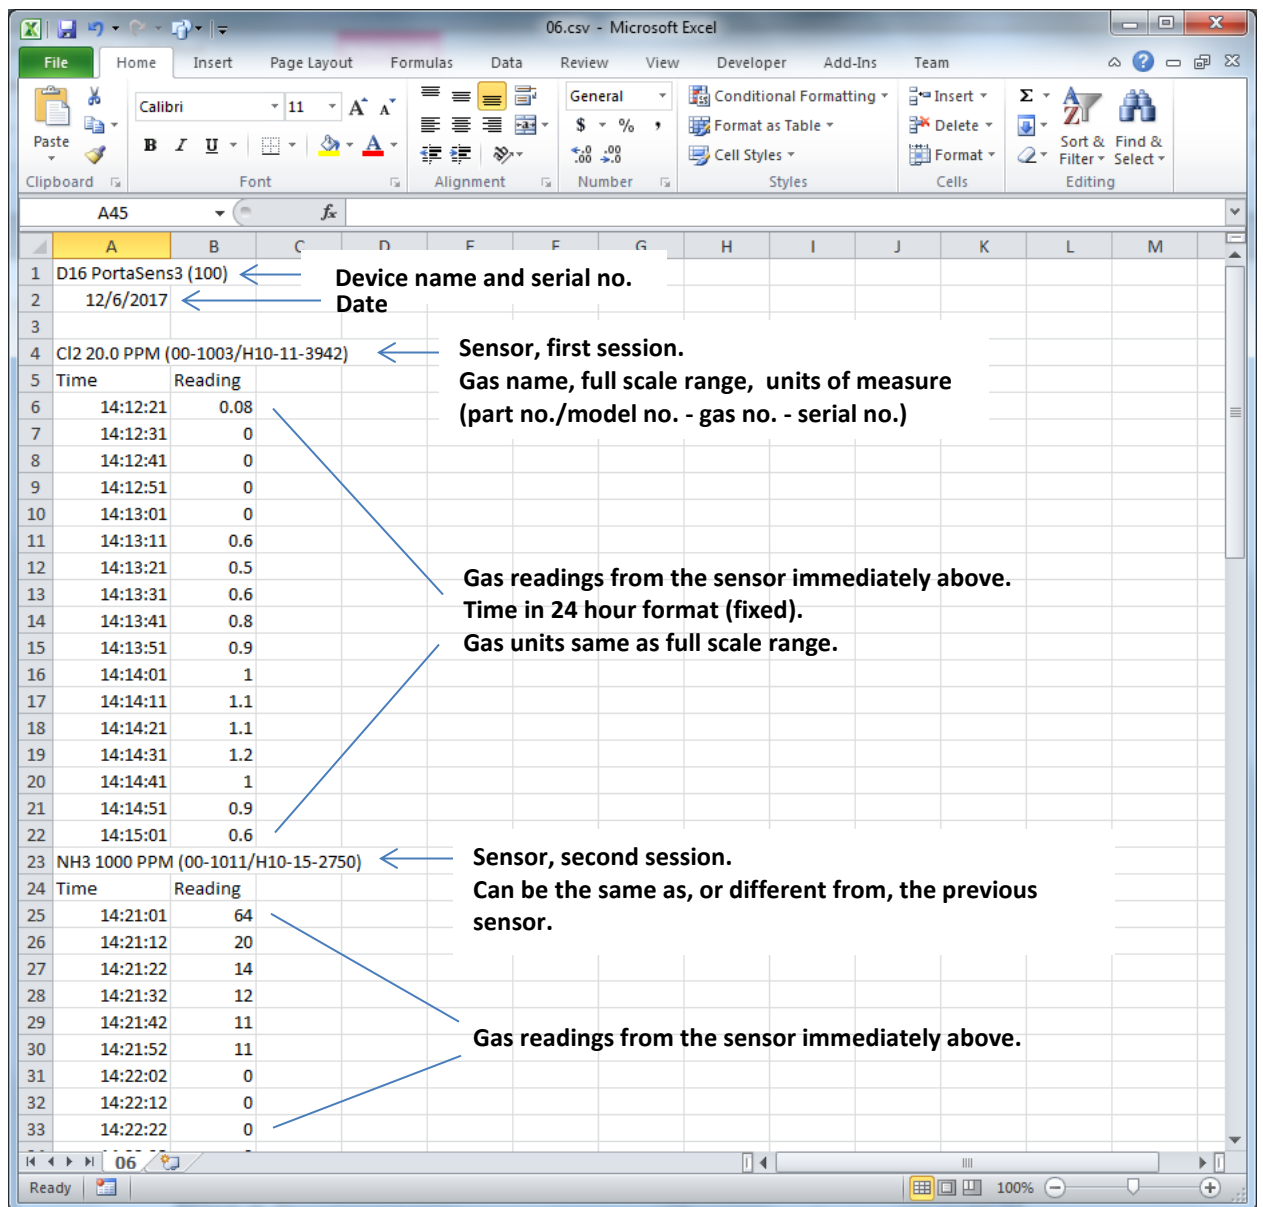 06.csv - Microsoft Excel
File Home Insert Page Layout Formulas Data Review View Developer Add-Ins Team
Paste
Calibri 11 A A
B I U A
General
$ % ,
.00 .00
.00 .0
Conditional Formatting
Format as Table
Cell Styles
Insert
Delete
Format
Σ
Sort & Filter
Find & Select
Clipboard Font Alignment Number Styles Cells Editing
A45 fx
A B C D E F G H I J K L M
1 D16 PortaSens3 (100) Device name and serial no.
2 12/6/2017 Date
3
4 Cl2 20.0 PPM (00-1003/H10-11-3942) Sensor, first session.
5 Time Reading Gas name, full scale range, units of measure
6 14:12:21 0.08 (part no./model no. - gas no. - serial no.)
7 14:12:31 0
8 14:12:41 0
9 14:12:51 0
10 14:13:01 0
11 14:13:11 0.6
12 14:13:21 0.5 Gas readings from the sensor immediately above.
13 14:13:31 0.6 Time in 24 hour format (fixed).
14 14:13:41 0.8
15 14:13:51 0.9 Gas units same as full scale range.
16 14:14:01 1
17 14:14:11 1.1
18 14:14:21 1.1
19 14:14:31 1.2
20 14:14:41 1
21 14:14:51 0.9
22 14:15:01 0.6
23 NH3 1000 PPM (00-1011/H10-15-2750) Sensor, second session.
24 Time Reading Can be the same as, or different from, the previous
25 14:21:01 64 sensor.
26 14:21:12 20
27 14:21:22 14
28 14:21:32 12
29 14:21:42 11
30 14:21:52 11 Gas readings from the sensor immediately above.
31 14:22:02 0
32 14:22:12 0
33 14:22:22 0
06
Ready 100%